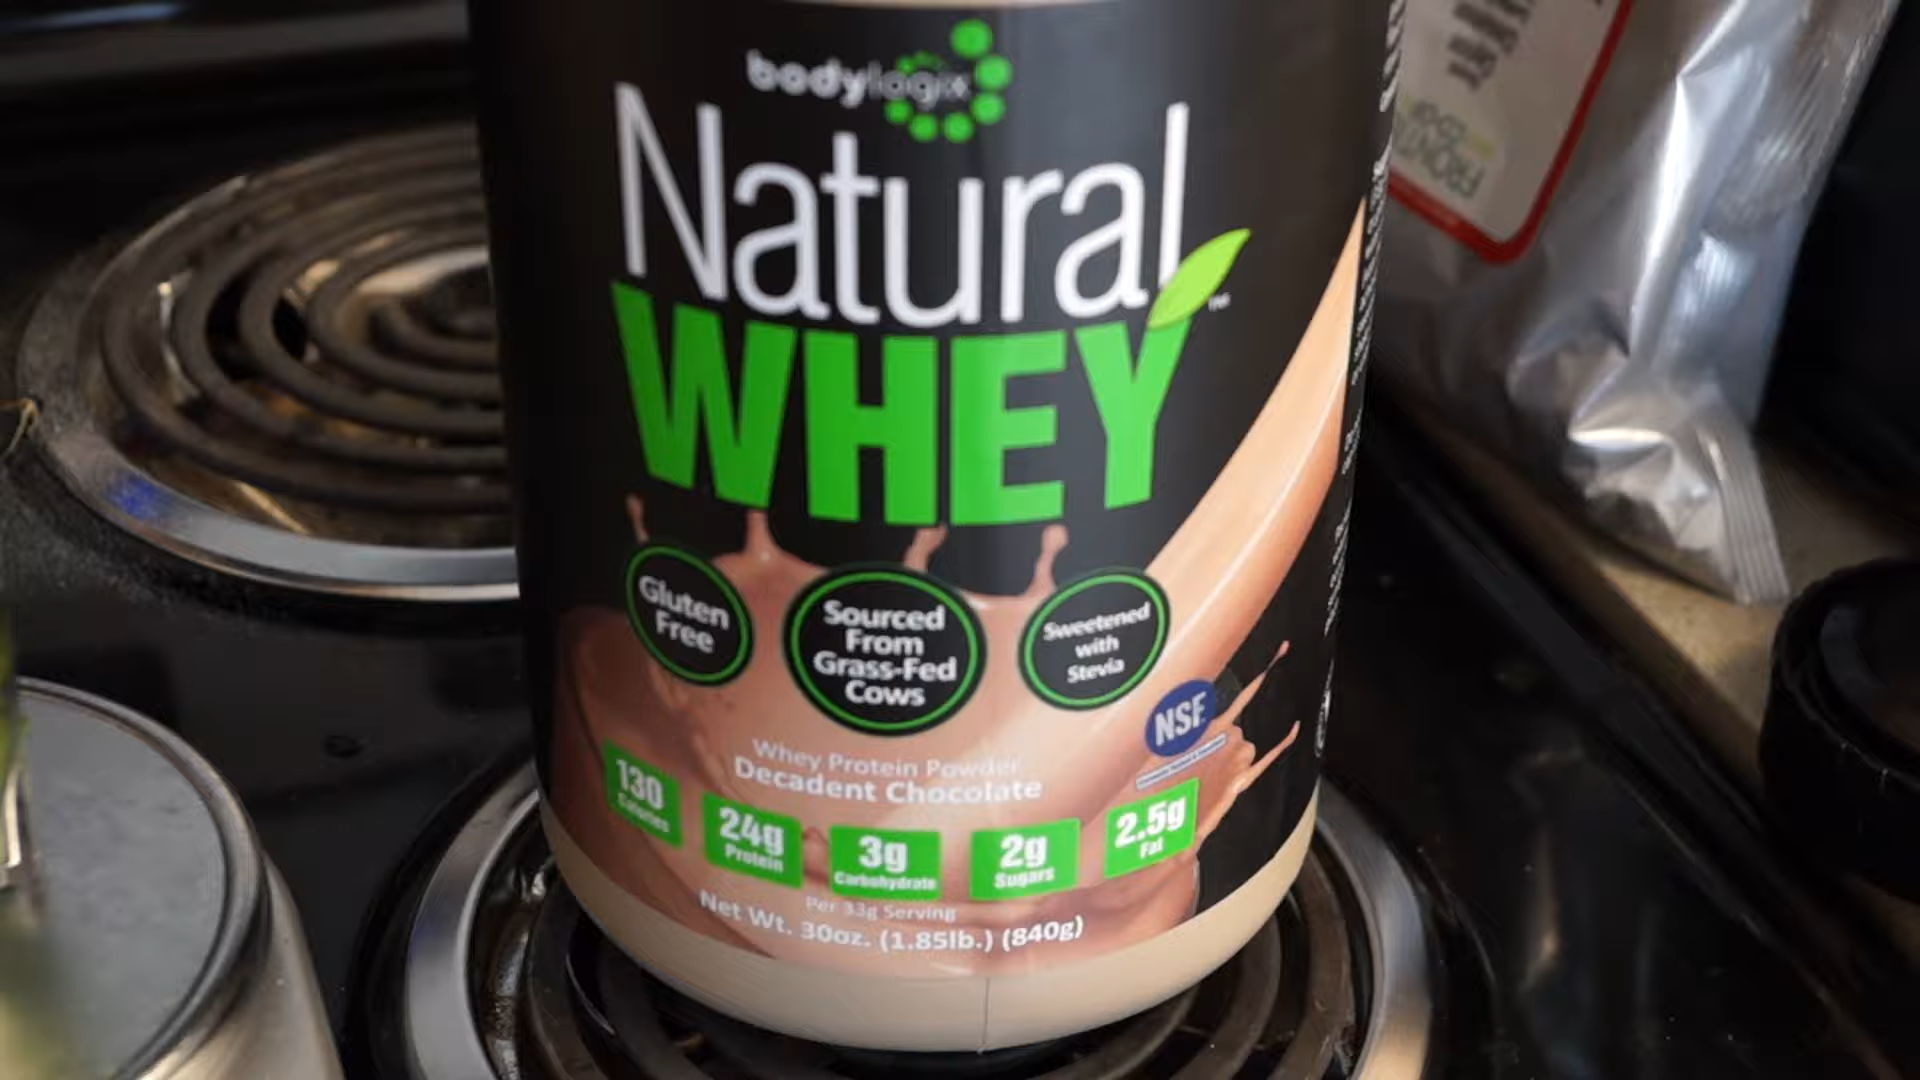 bodylogix
Natural
WHEY
™
Gluten
Free
Sourced
From
Grass-Fed
Cows
Sweetened
with
Stevia
NSF
Whey Protein Powder
Decadent Chocolate
130
Calories
24g
Protein
3g
Carbohydrate
2g
Sugars
2.5g
Fat
Per 33g Serving
Net Wt. 30oz. (1.85lb.) (840g)